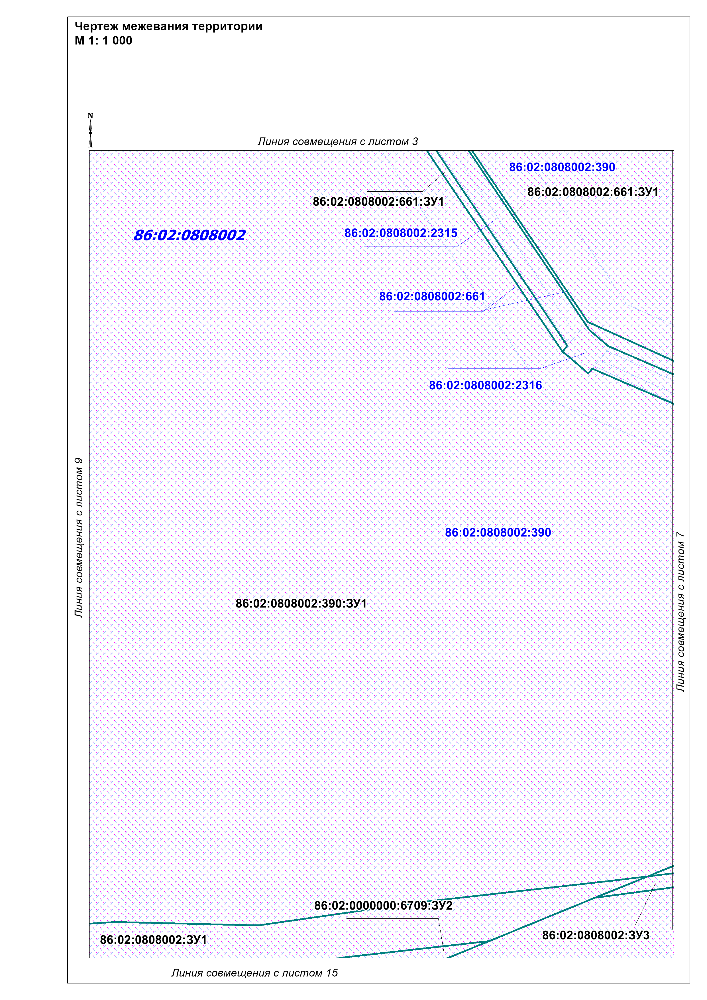 Чертеж межевания территории
М 1: 1 000
N
Линия совмещения с листом 3
86:02:0808002:390
86:02:0808002:661:ЗУ1
86:02:0808002:661:ЗУ1
86:02:0808002
86:02:0808002:2315
86:02:0808002:661
86:02:0808002:2316
Линия совмещения с листом 9
86:02:0808002:390
Линия совмещения с листом 7
86:02:0808002:390:ЗУ1
86:02:0000000:6709:ЗУ2
86:02:0808002:ЗУ3
86:02:0808002:ЗУ1
Линия совмещения с листом 15